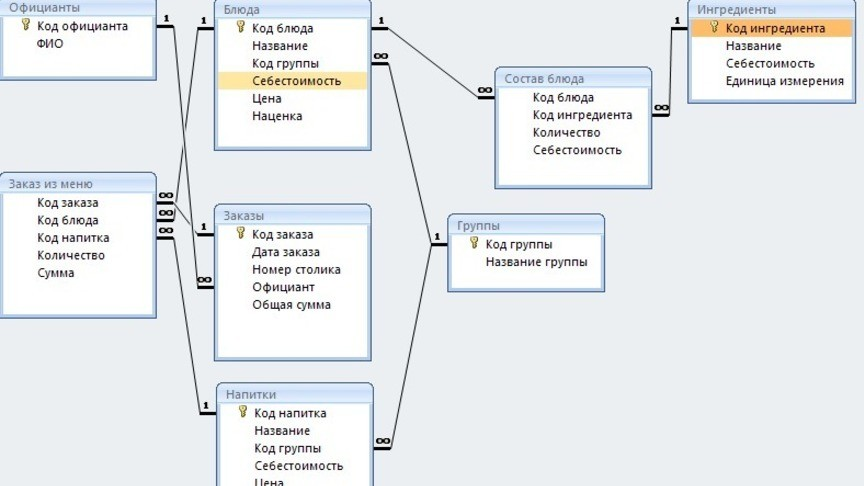 Официанты
Код официанта
ФИО
1
Блюда
Код блюда
Название
Код группы
Себестоимость
Цена
Наценка
1
1
∞
Состав блюда
Код блюда
Код ингредиента
Количество
Себестоимость
∞
∞
Ингредиенты
Код ингредиента
Название
Себестоимость
Единица измерения
1
Заказ из меню
Код заказа
Код блюда
Код напитка
Количество
Сумма
∞
∞
∞
Заказы
Код заказа
Дата заказа
Номер столика
Официант
Общая сумма
1
∞
Группы
Код группы
Название группы
1
Напитки
Код напитка
Название
Код группы
Себестоимость
Цена
1
∞